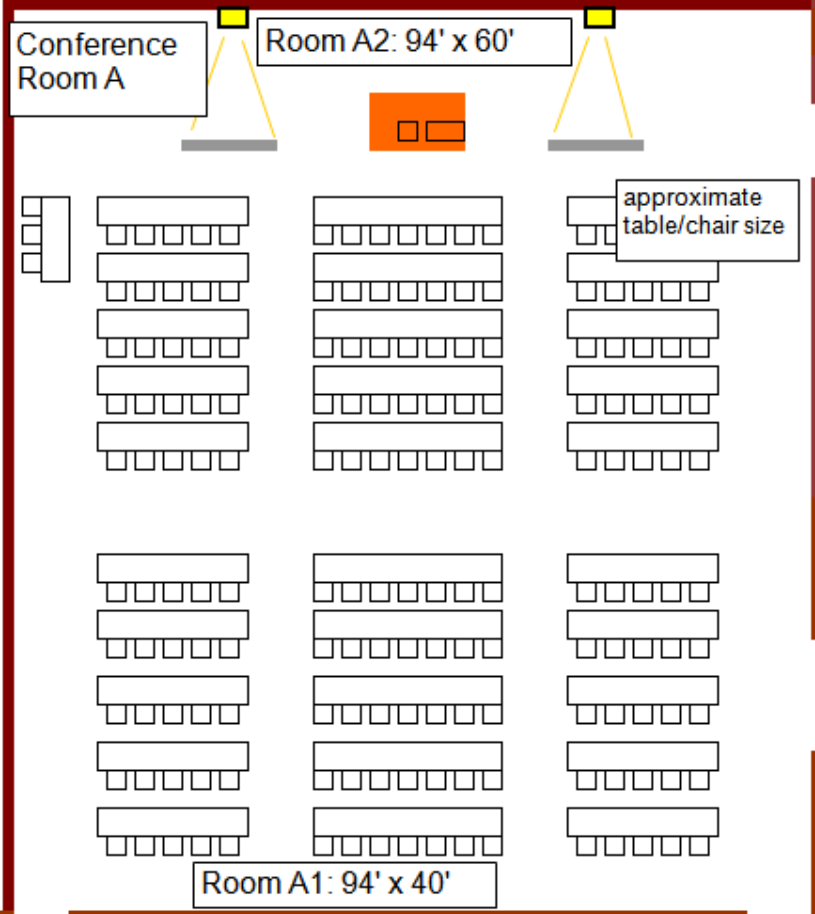 Conference
Room A
Room A2: 94' x 60'
approximate
table/chair size
Room A1: 94' x 40'